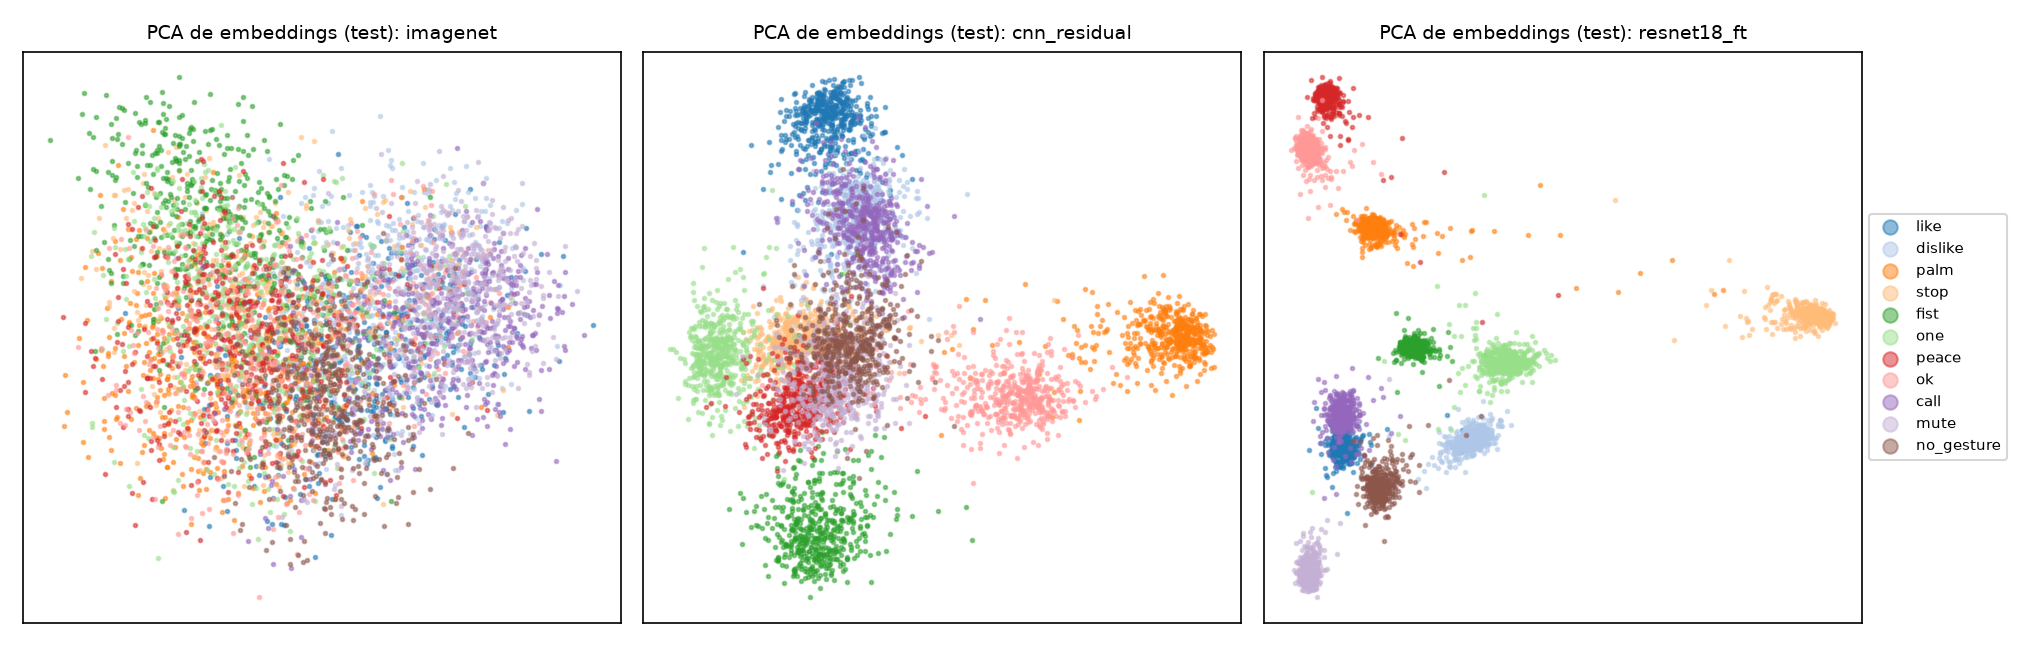 PCA de embeddings (test): imagenet
PCA de embeddings (test): cnn_residual
PCA de embeddings (test): resnet18_ft
like
dislike
palm
stop
fist
one
peace
ok
call
mute
no_gesture